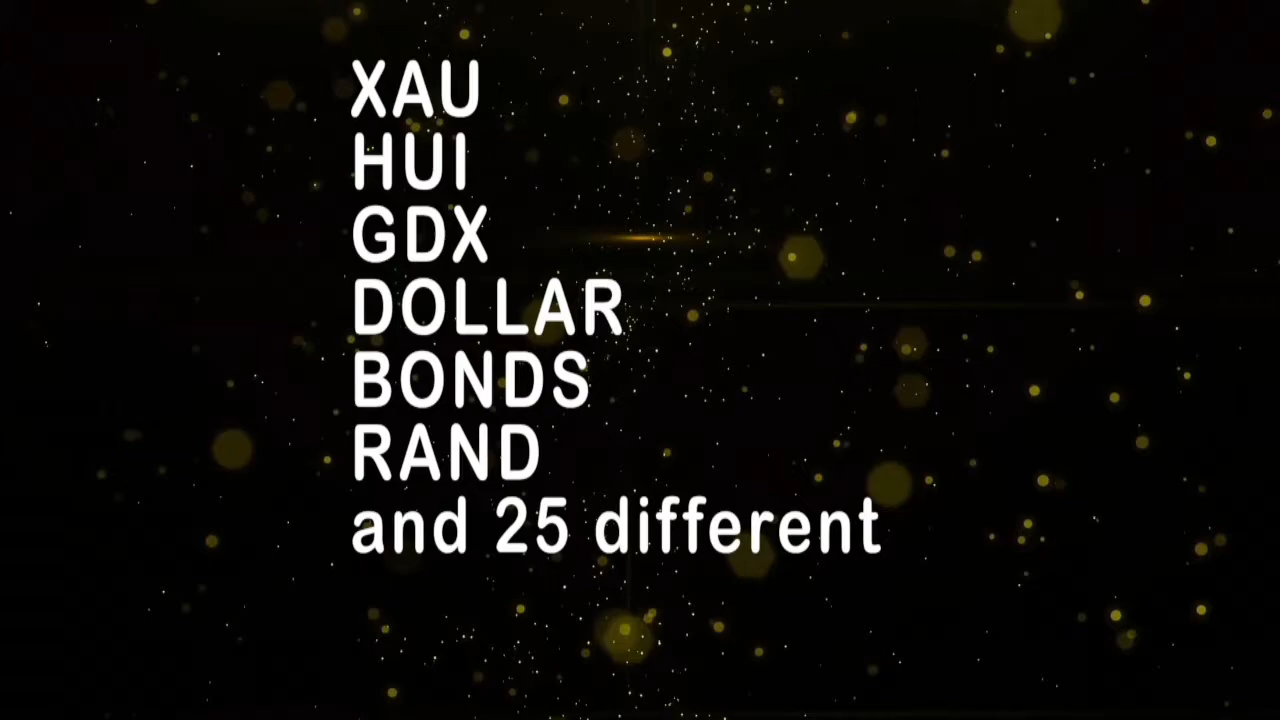 XAU
HUI
GDX
DOLLAR
BONDS
RAND
and 25 different